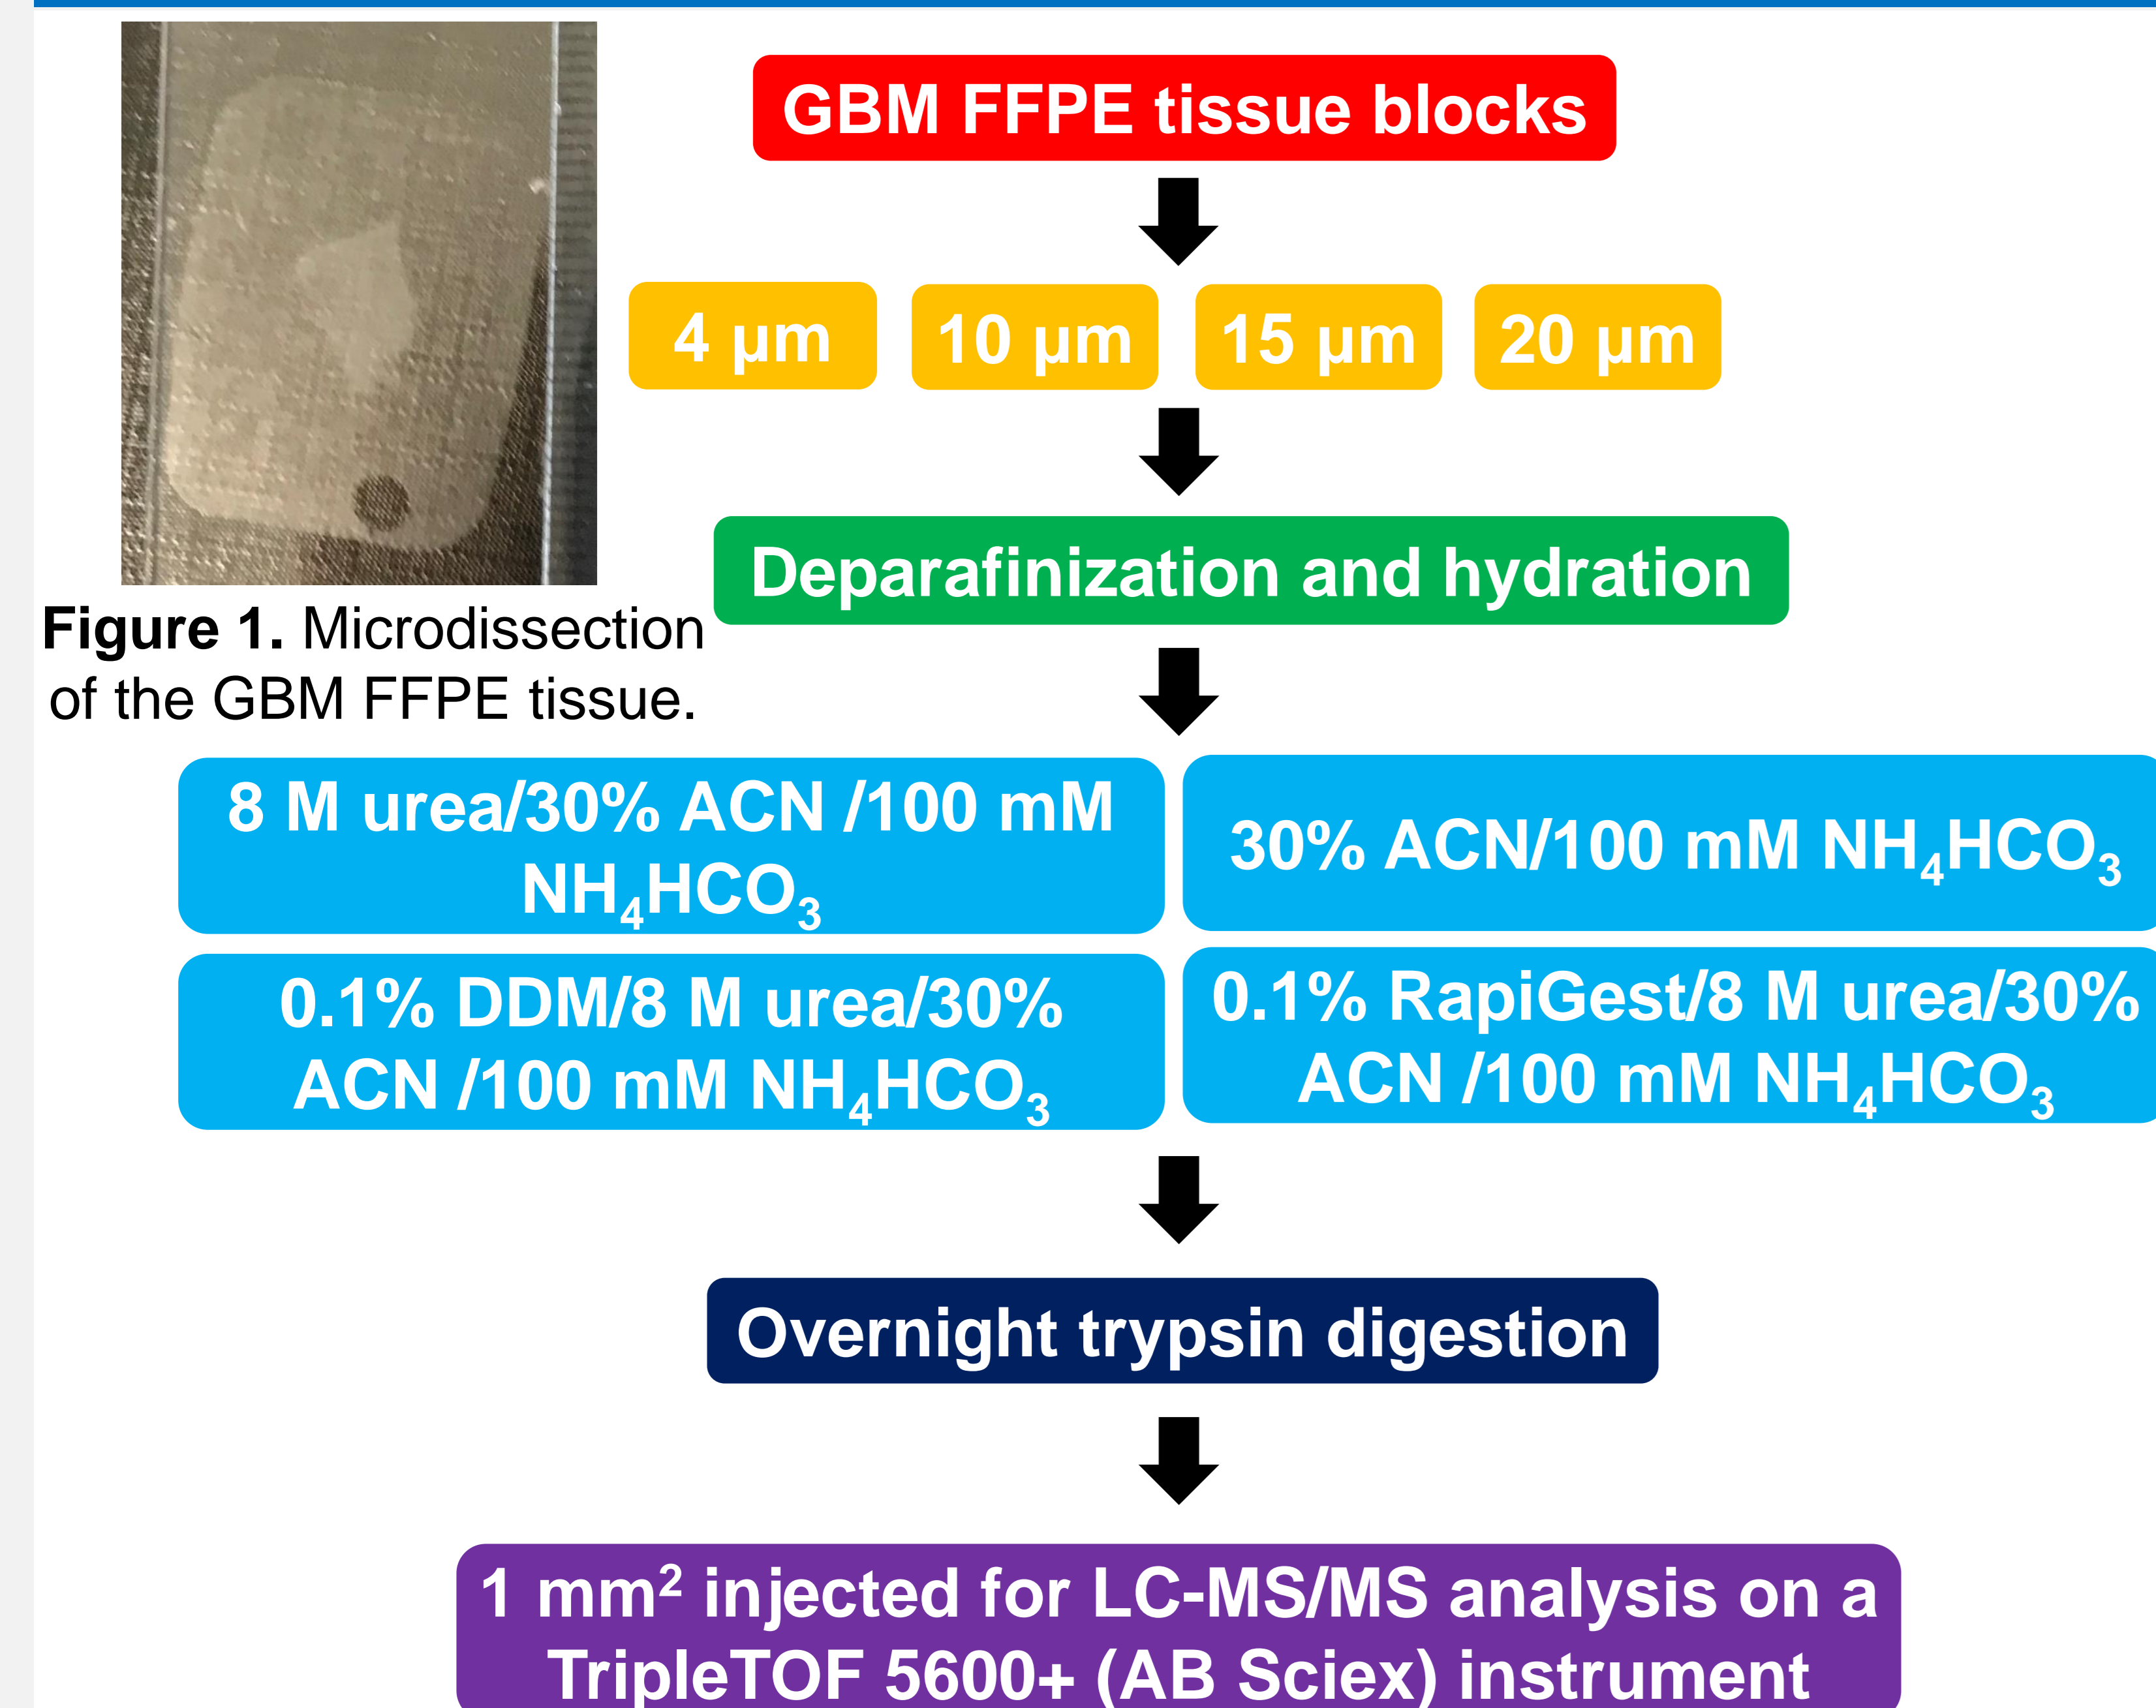 GBM FFPE tissue blocks
4 µm
10 µm
15 µm
20 µm
Deparafinization and hydration
Figure 1. Microdissection
of the GBM FFPE tissue.
8 M urea/30% ACN /100 mM
NH₄HCO₃
30% ACN/100 mM NH₄HCO₃
0.1% DDM/8 M urea/30%
ACN /100 mM NH₄HCO₃
0.1% RapiGest/8 M urea/30%
ACN /100 mM NH₄HCO₃
Overnight trypsin digestion
1 mm² injected for LC-MS/MS analysis on a
TripleTOF 5600+ (AB Sciex) instrument